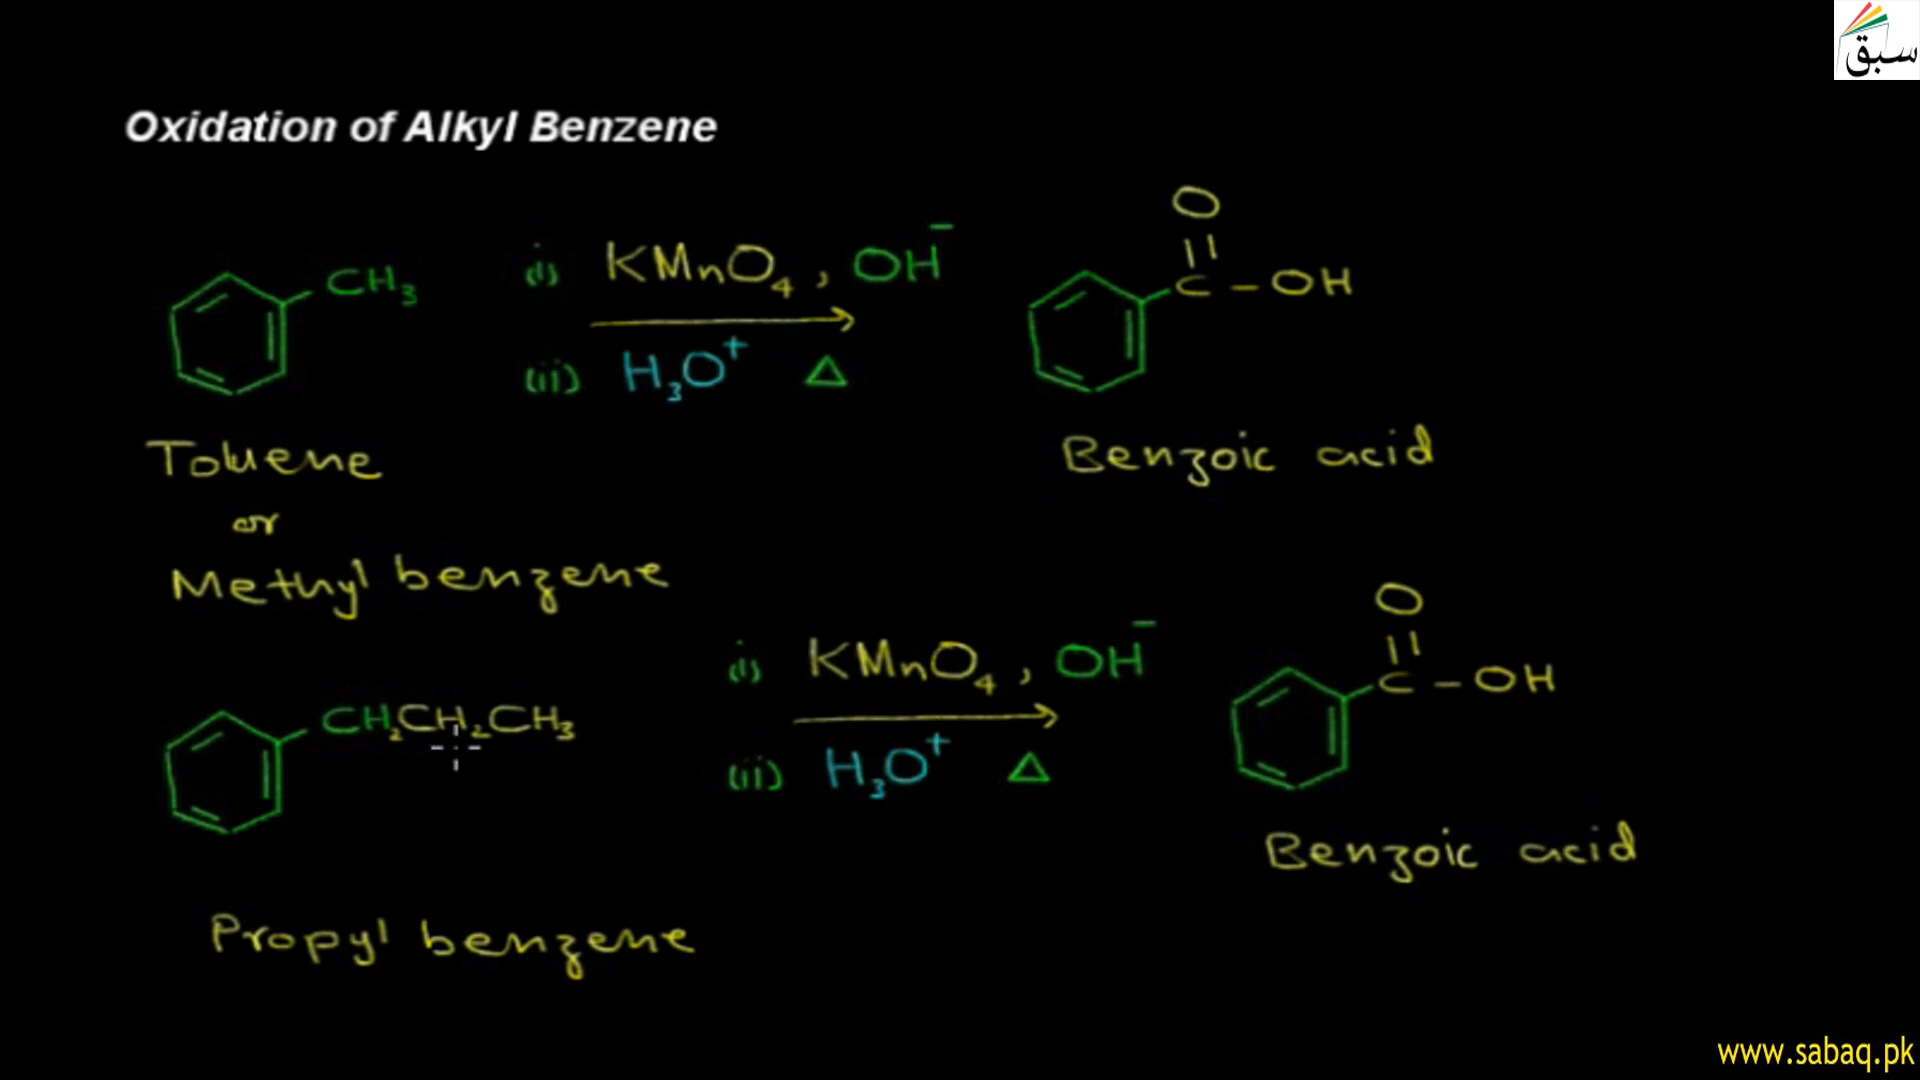 سبق
Oxidation of Alkyl Benzene
CH₃
(i) KMnO₄, OH⁻
(ii) H₃O⁺ △
O
C-OH
Toluene
or
Methyl benzene
Benzoic acid
CH₂CH₂CH₃
(i) KMnO₄, OH⁻
(ii) H₃O⁺ △
O
C-OH
Propyl benzene
Benzoic acid
www.sabaq.pk